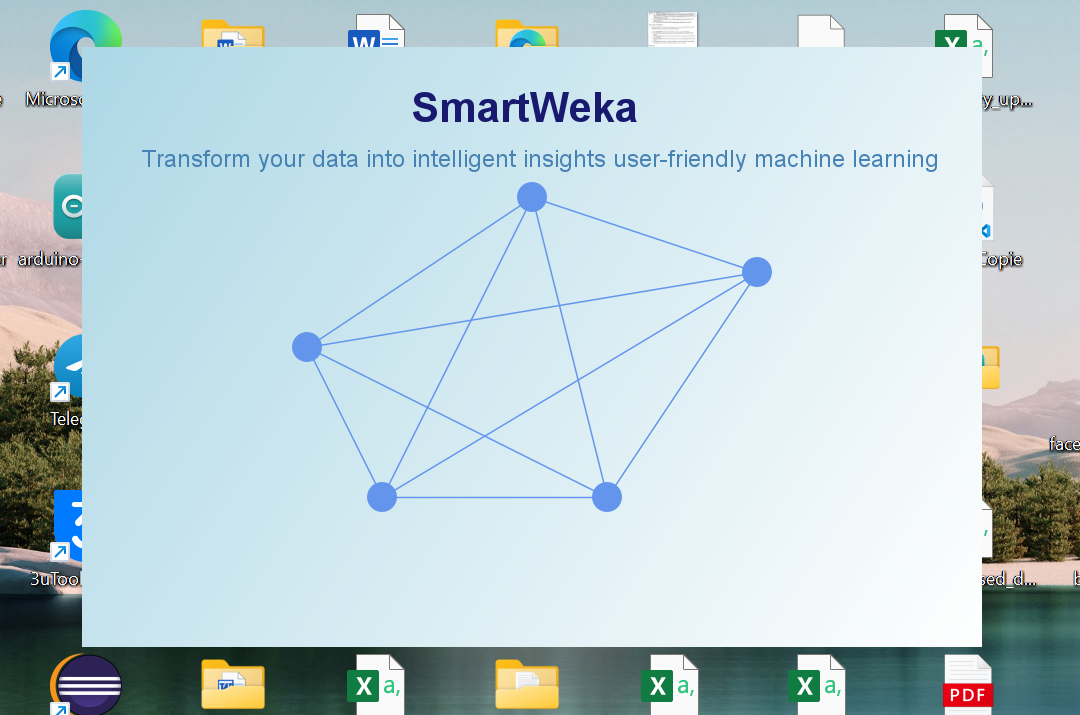 SmartWeka
Transform your data into intelligent insights user-friendly machine learning
Micros
y_up...
arduino-
Copie
Teleg
face
3uTool
sed_d...
W
X
a,
X
a,
X
a,
X
a,
PDF